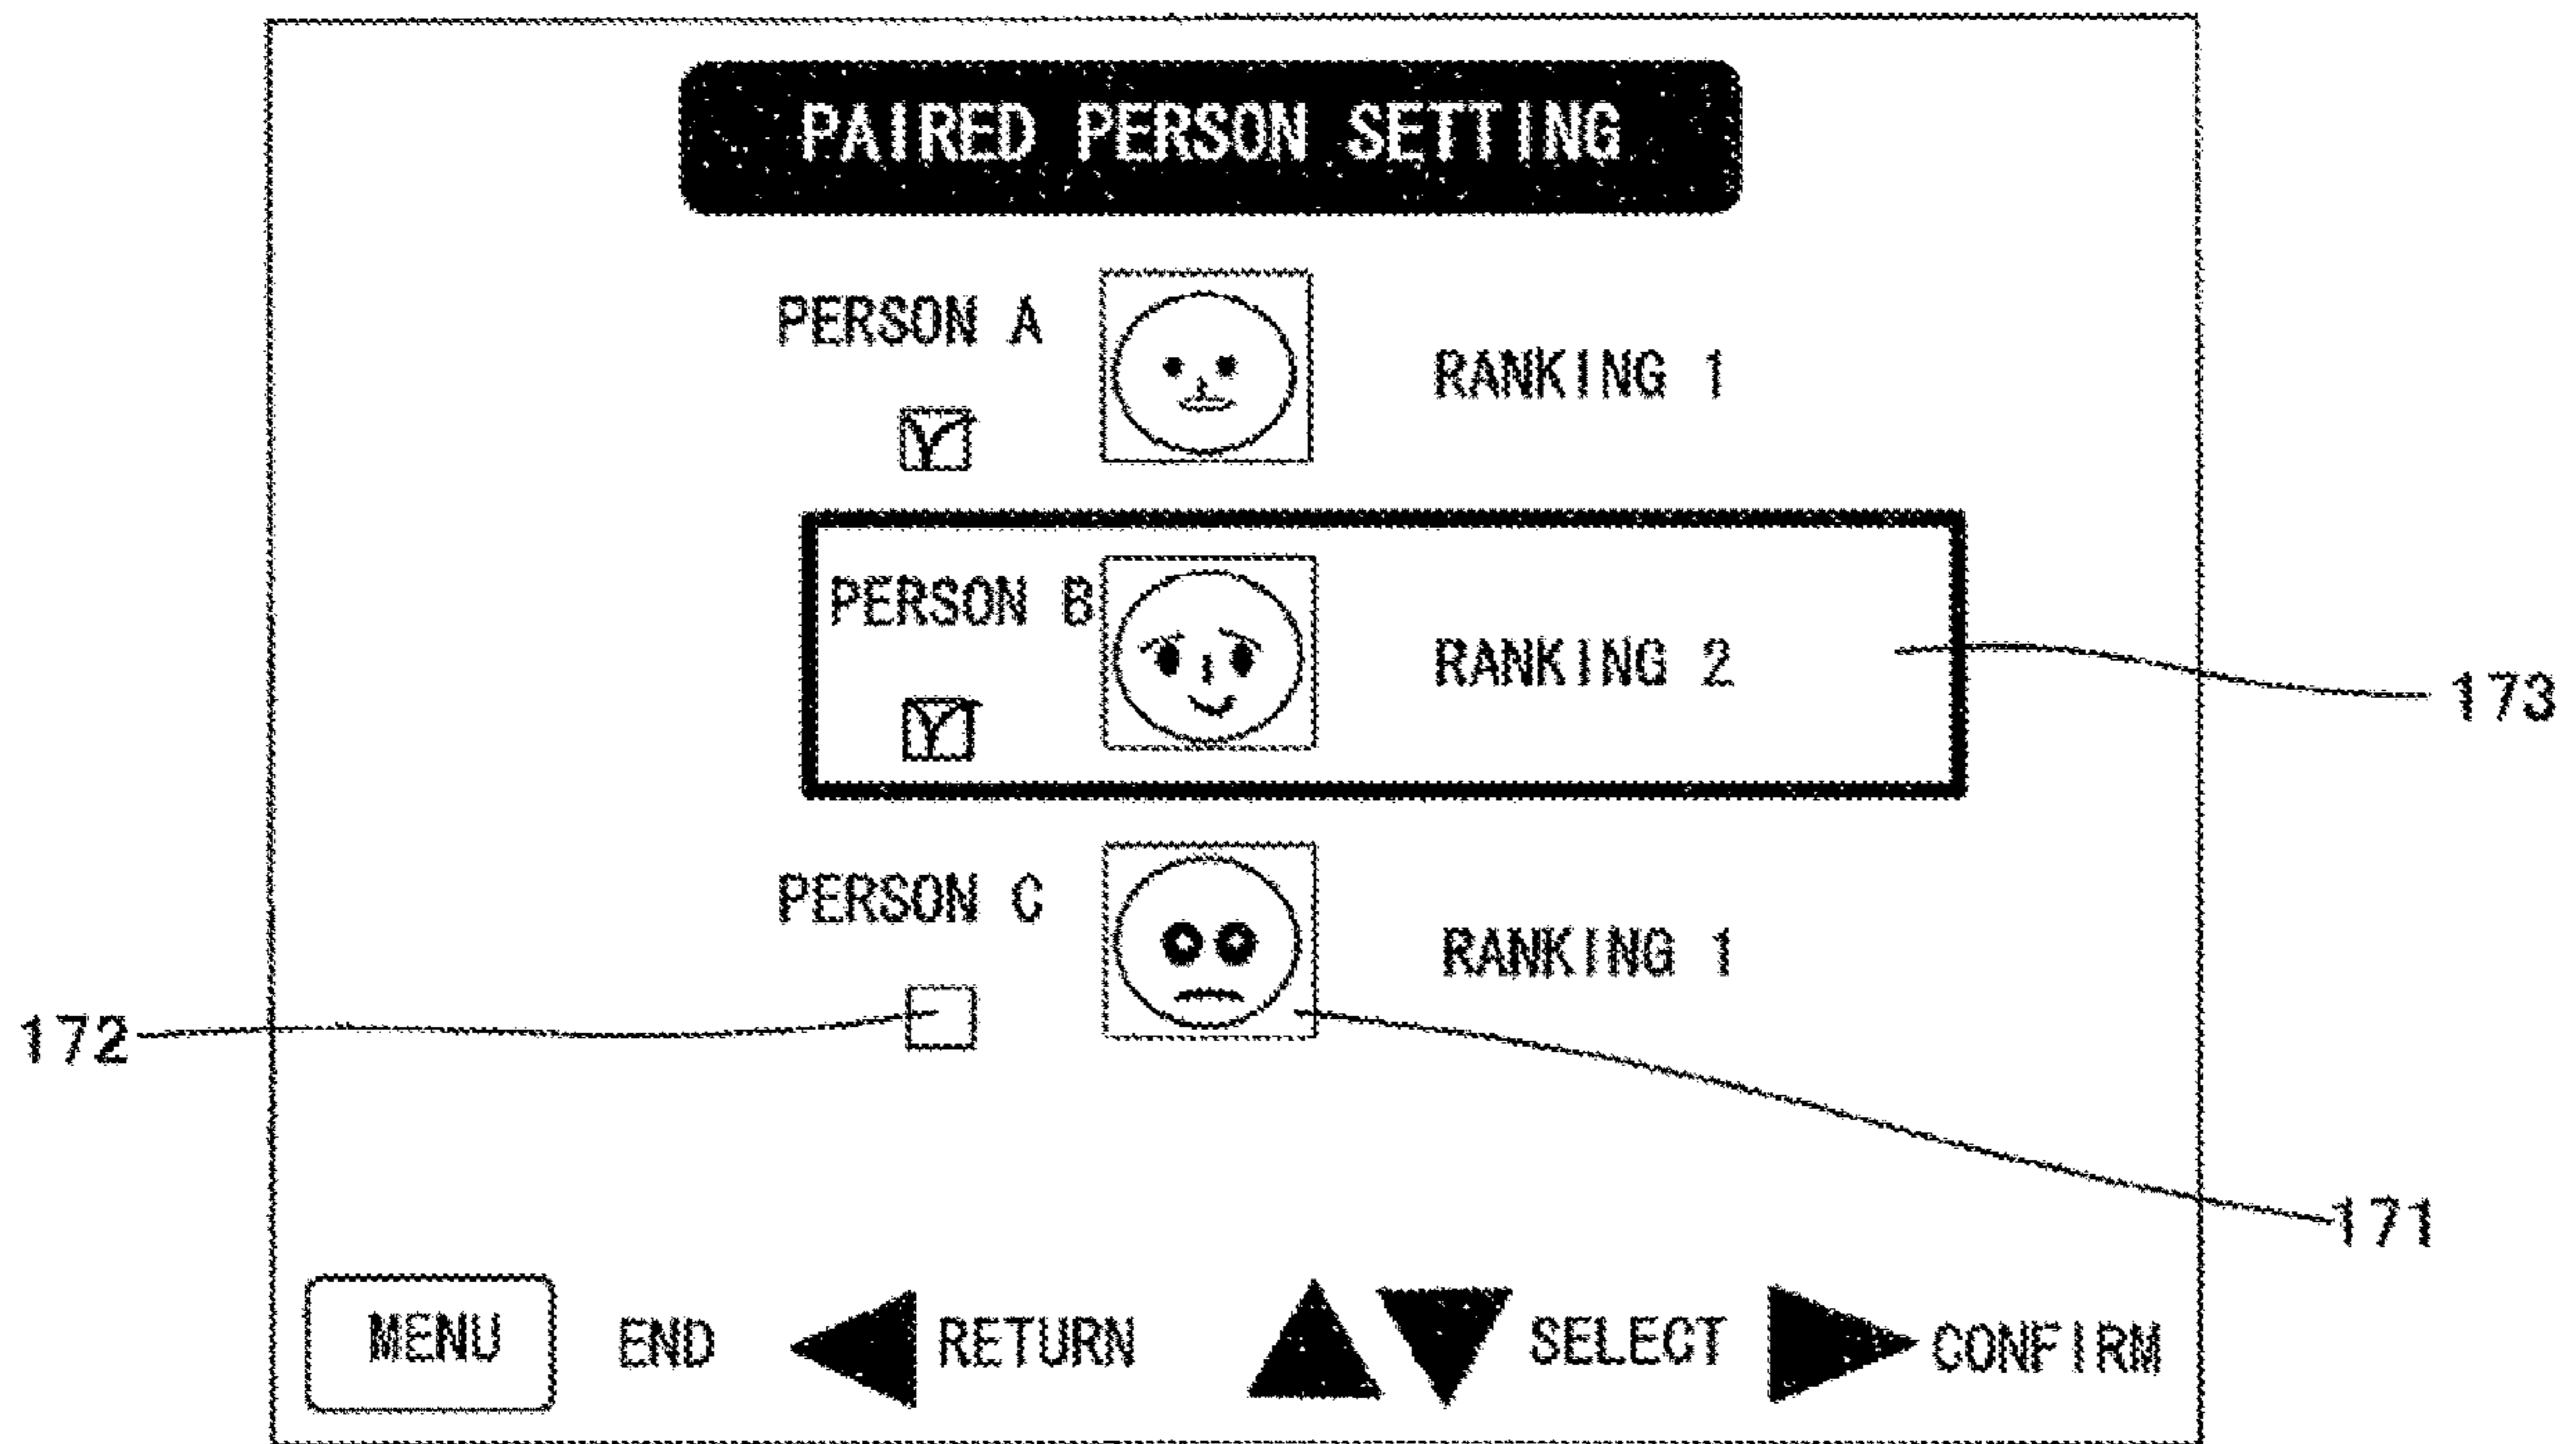 PAIRED PERSON SETTING
PERSON A
RANKING 1
PERSON B
RANKING 2
173
PERSON C
RANKING 1
172
171
MENU END RETURN SELECT CONFIRM